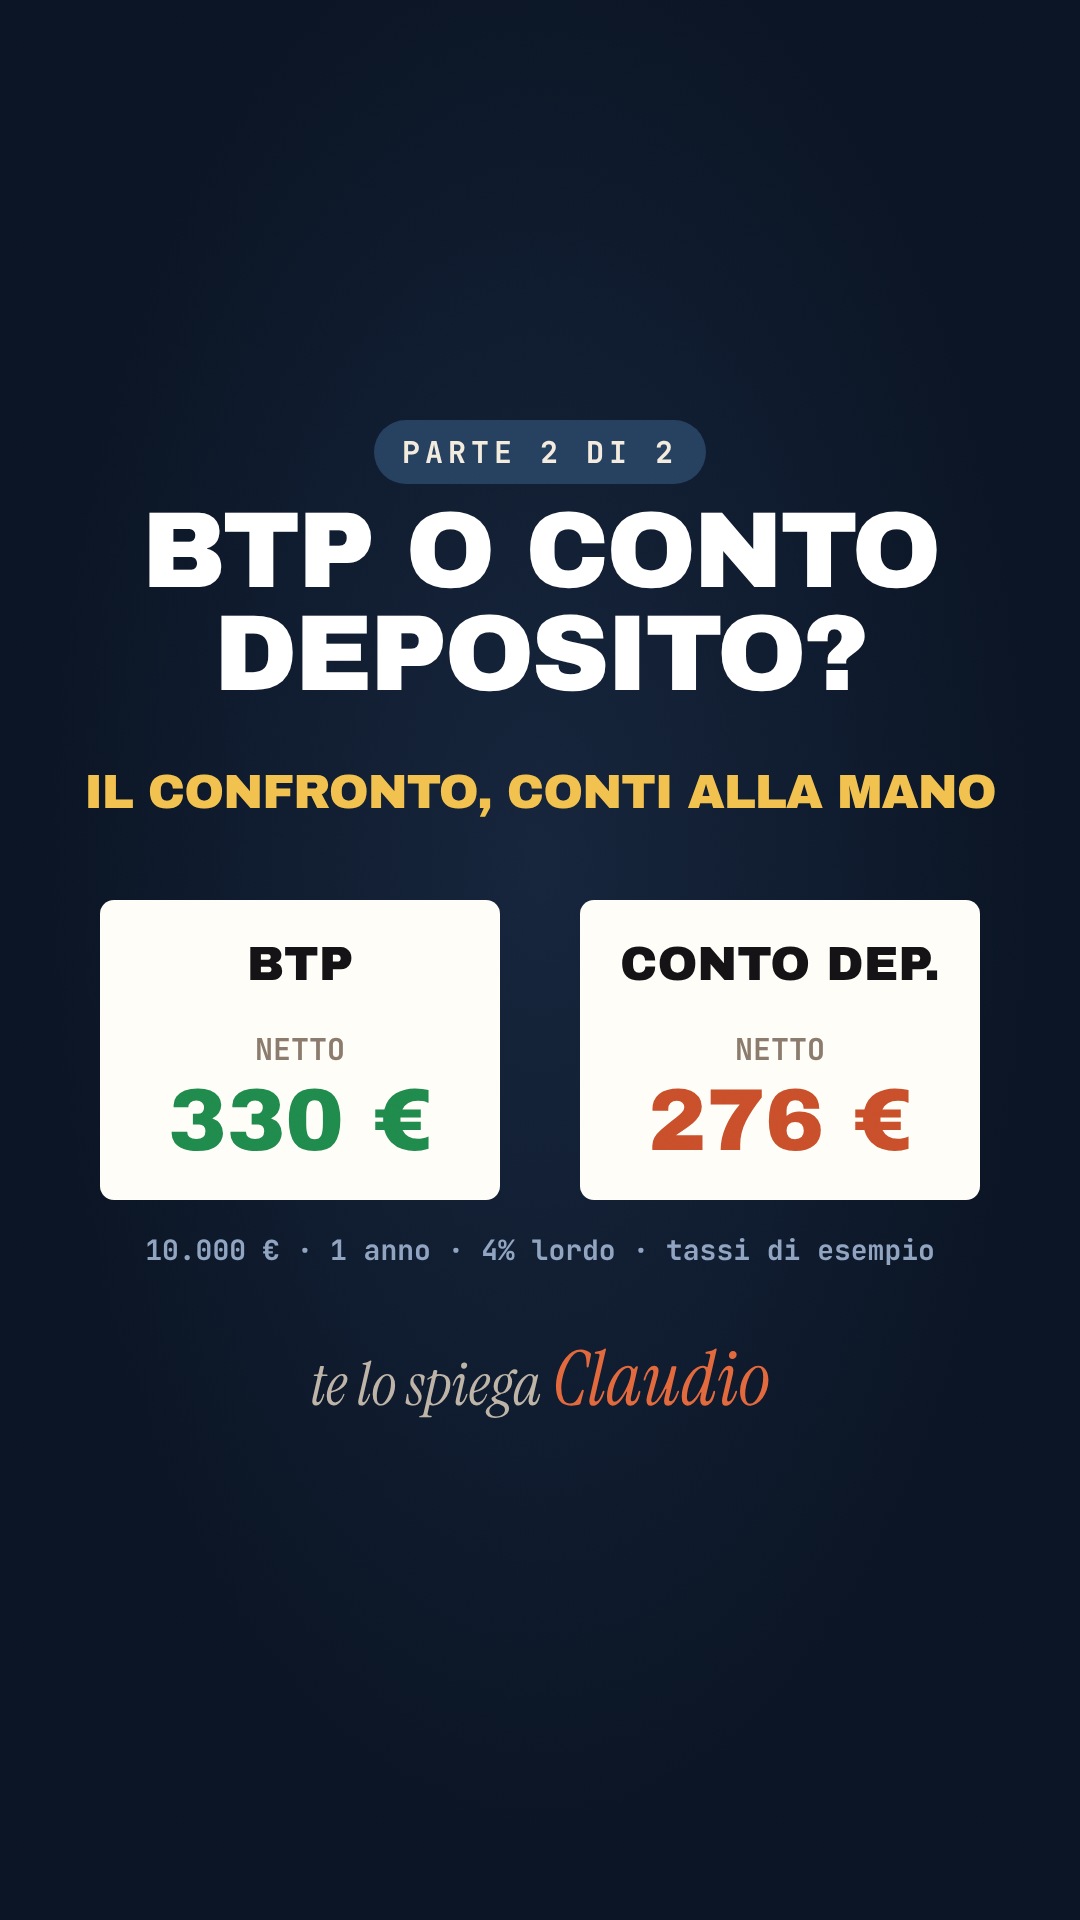 PARTE 2 DI 2
BTP O CONTO
DEPOSITO?
IL CONFRONTO, CONTI ALLA MANO
BTP
NETTO
330 €
CONTO DEP.
NETTO
276 €
10.000 € · 1 anno · 4% lordo · tassi di esempio
te lo spiega Claudio